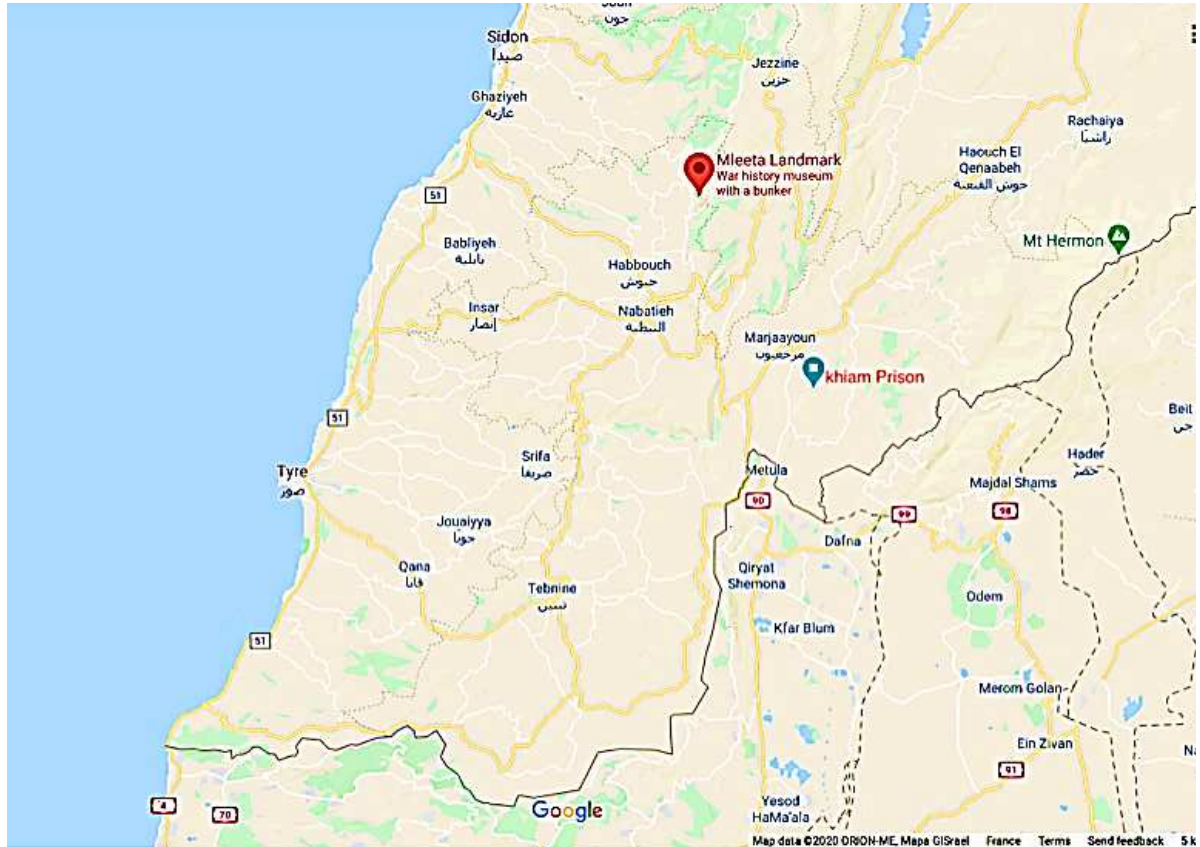 جون
Sidon
صيدا
Jezzine
جزين
Ghaziyeh
غازية
Rachaiya
راشيا
Mleeta Landmark
War history museum
with a bunker
Haouch El
Qenaabeh
حوش القنعبة
51
Mt Hermon
Babliyeh
بابلية
Habbouch
حبوش
Insar
إنصار
Nabatieh
النبطية
Marjaayoun
مرجعيون
khiam Prison
51
Beit
جي
Srifa
صريفا
Tyre
صور
Metula
Hader
حضر
Majdal Shams
90
99
98
Jouaiyya
جويا
Dafna
Qana
قانا
Qiryat
Shemona
Tebnine
تبنين
Odem
Kfar Blum
51
Merom Golan
Ein Zivan
Na
91
4
70
Google
Yesod
HaMa'ala
Map data ©2020 ORION-ME, Mapa GISrael France Terms Send feedback 5 k